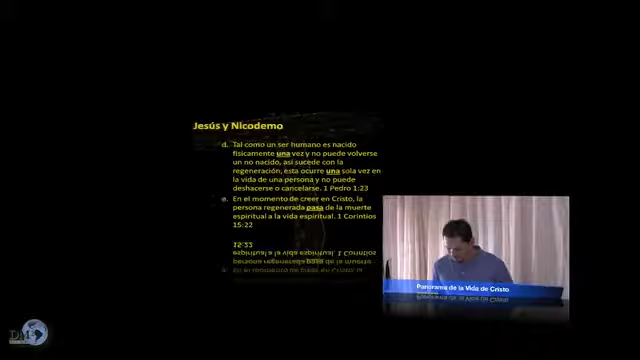 Jesús y Nicodemo
d. Tal como un ser humano es nacido
físicamente una vez y no puede volverse
un no nacido, así sucede con la
regeneración, ésta ocurre una sola vez en
la vida de una persona y no puede
deshacerse o cancelarse. 1 Pedro 1:23
e. En el momento de creer en Cristo, la
persona regenerada pasa de la muerte
espiritual a la vida espiritual. 1 Corintios
15:22
Panorama de la Vida de Cristo